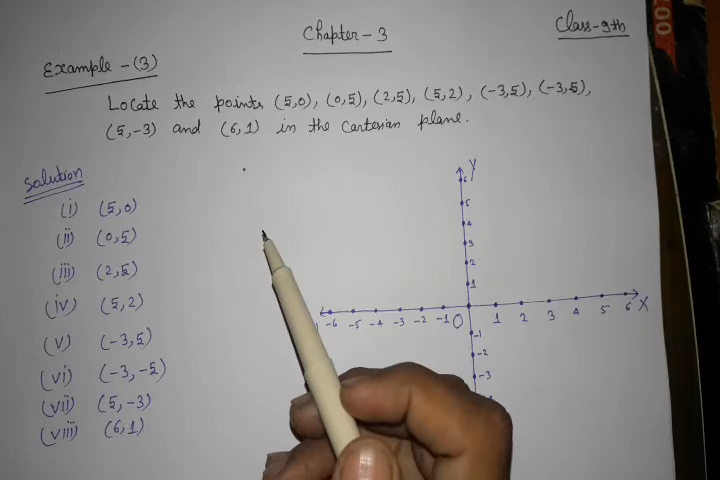 Chapter - 3
Class - 9th
Example - (3)
Locate the points (5,0), (0,5), (2,5), (5,2), (-3,5), (-3,5),
(5,-3) and (6,1) in the Cartesian plane.
Solution
(i) (5,0)
(ii) (0,5)
(iii) (2,5)
(iv) (5,2)
(v) (-3,5)
(vi) (-3,-5)
(vii) (5,-3)
(viii) (6,1)
Y
6
5
4
3
2
1
-6 -5 -4 -3 -2 -1 O 1 2 3 4 5 6 X
-1
-2
-3